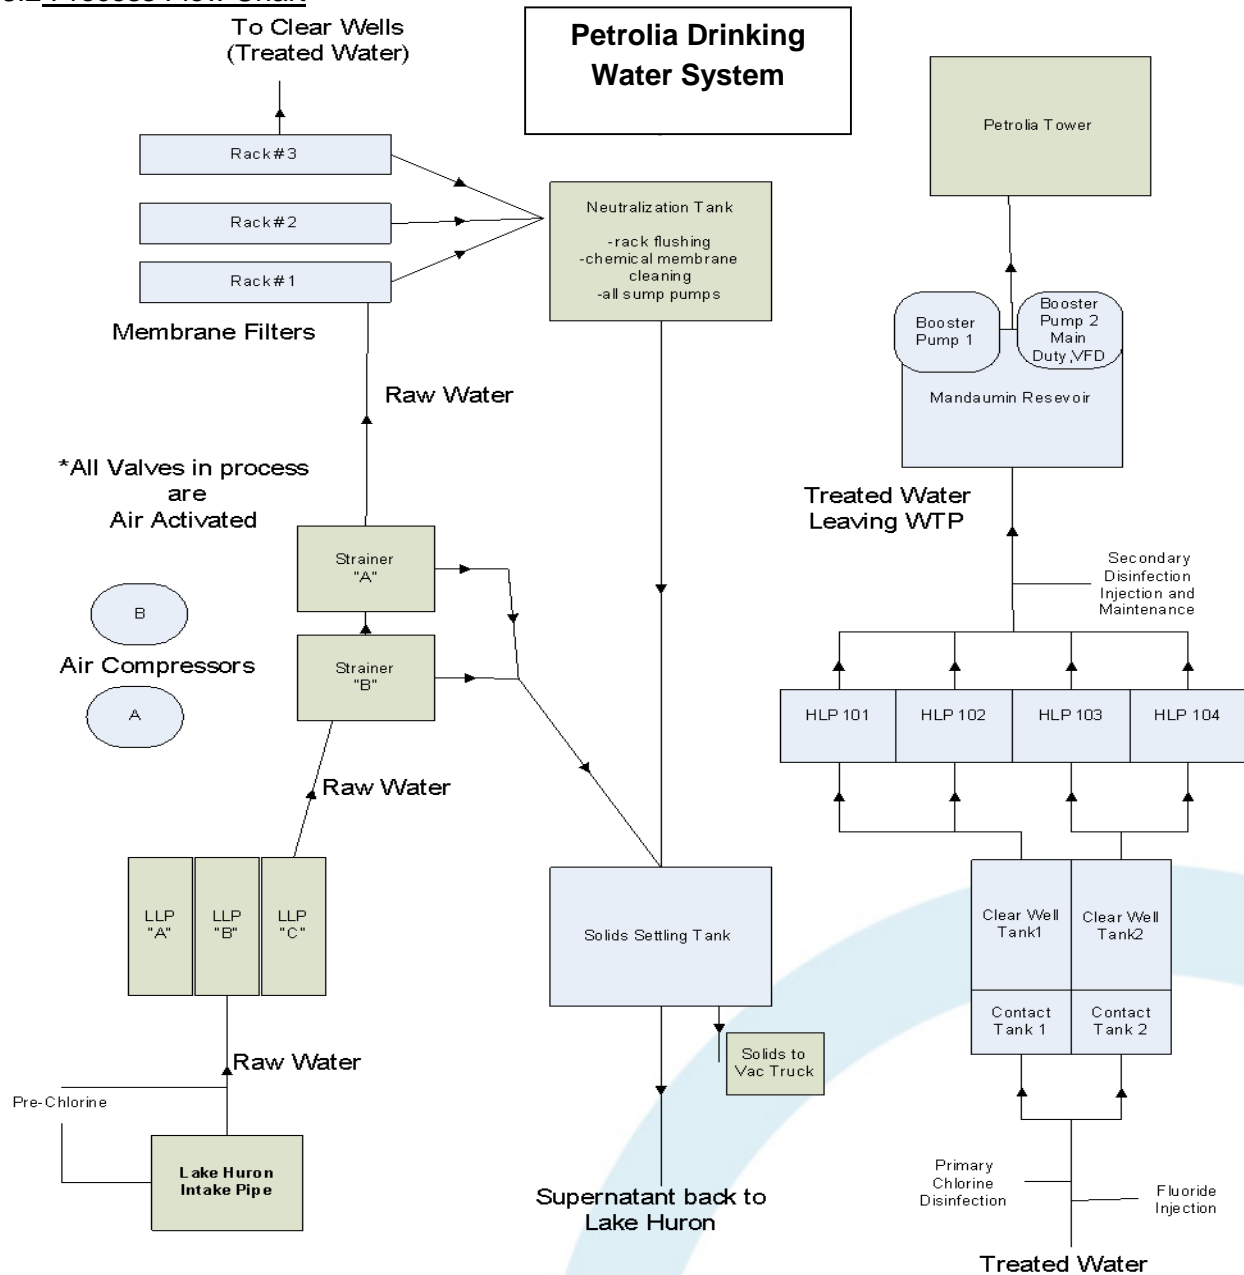 Process Flow Chart
To Clear Wells
(Treated Water)
Petrolia Drinking
Water System
Petrolia Tower
Rack#3
Rack#2
Rack#1
Membrane Filters
Neutralization Tank
-rack flushing
-chemical membrane
cleaning
-all sump pumps
Booster
Pump 1
Booster
Pump 2
Main
Duty,VFD
Mandaumin Resevoir
Raw Water
*All Valves in process
are
Air Activated
Treated Water
Leaving WTP
Strainer
"A"
Strainer
"B"
B
Air Compressors
A
Secondary
Disinfection
Injection and
Maintenance
HLP 101
HLP 102
HLP 103
HLP 104
Raw Water
LLP
"A"
LLP
"B"
LLP
"C"
Solids Settling Tank
Clear Well
Tank1
Clear Well
Tank2
Contact
Tank 1
Contact
Tank 2
Solids to
Vac Truck
Raw Water
Pre-Chlorine
Lake Huron
Intake Pipe
Supernatant back to
Lake Huron
Primary
Chlorine
Disinfection
Fluoride
Injection
Treated Water